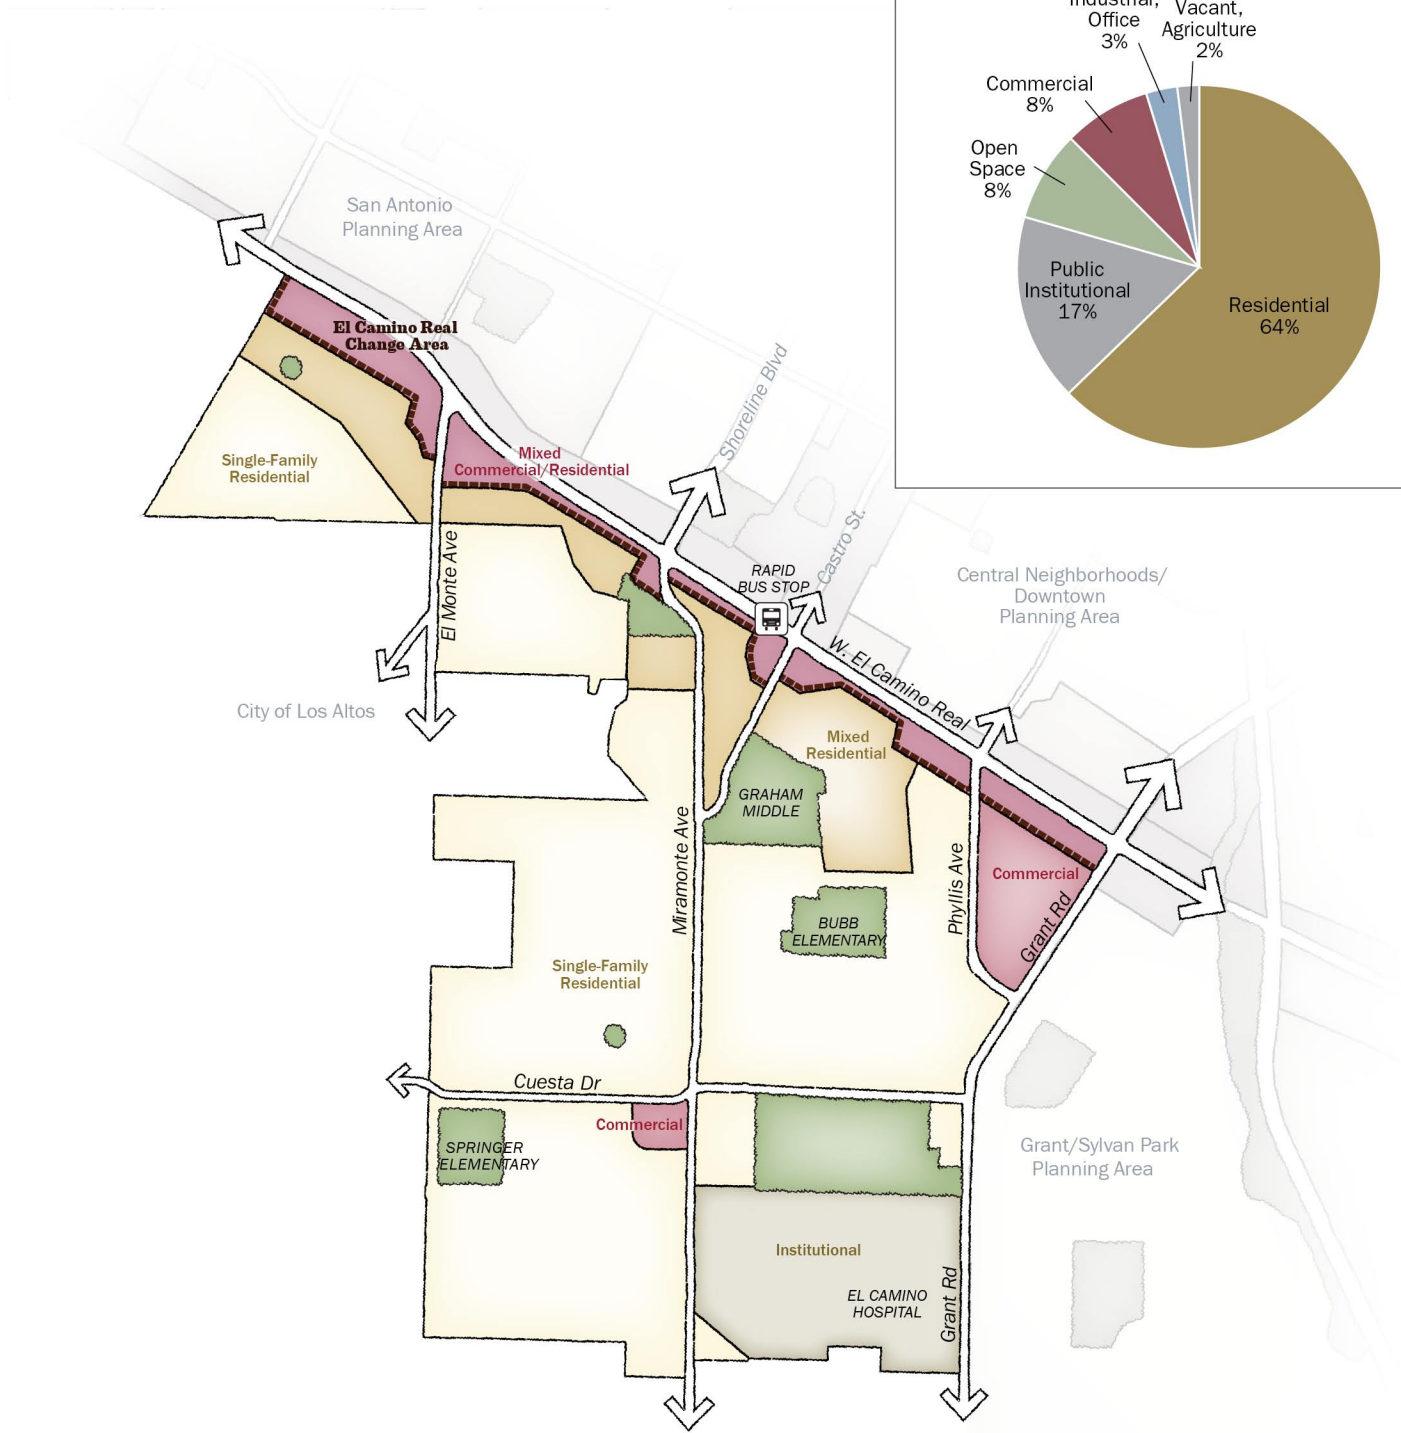 Office
3%
Vacant,
Agriculture
2%
Commercial
8%
Open
Space
8%
Public
Institutional
17%
Residential
64%
San Antonio
Planning Area
El Camino Real
Change Area
Shoreline Blvd
Single-Family
Residential
Mixed
Commercial/Residential
El Monte Ave
RAPID
BUS STOP
Castro St.
Central Neighborhoods/
Downtown
Planning Area
W. El Camino Real
City of Los Altos
Mixed
Residential
GRAHAM
MIDDLE
Miramonte Ave
Phyllis Ave
Commercial
Grant Rd
BUBB
ELEMENTARY
Single-Family
Residential
Cuesta Dr
Commercial
SPRINGER
ELEMENTARY
Grant/Sylvan Park
Planning Area
Institutional
EL CAMINO
HOSPITAL
Grant Rd